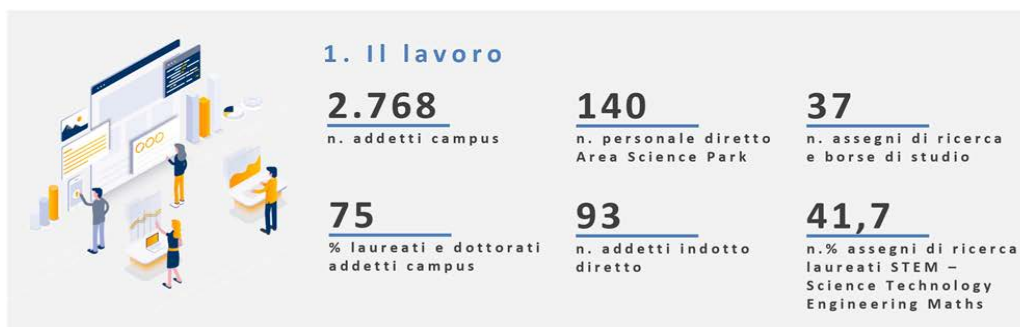 1. Il lavoro
2.768
n. addetti campus
140
n. personale diretto
Area Science Park
37
n. assegni di ricerca
e borse di studio
75
% laureati e dottorati
addetti campus
93
n. addetti indotto
diretto
41,7
n.% assegni di ricerca
laureati STEM –
Science Technology
Engineering Maths